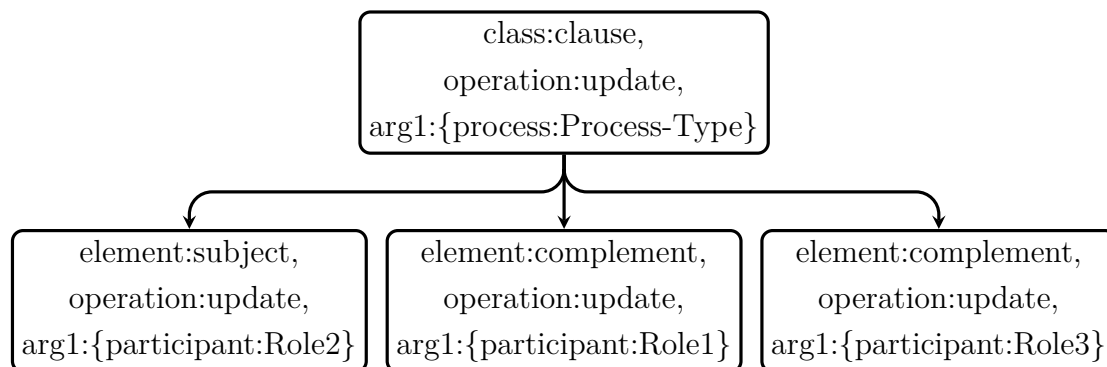 class:clause,
operation:update,
arg1:{process:Process-Type}
element:subject,
operation:update,
arg1:{participant:Role2}
element:complement,
operation:update,
arg1:{participant:Role1}
element:complement,
operation:update,
arg1:{participant:Role3}